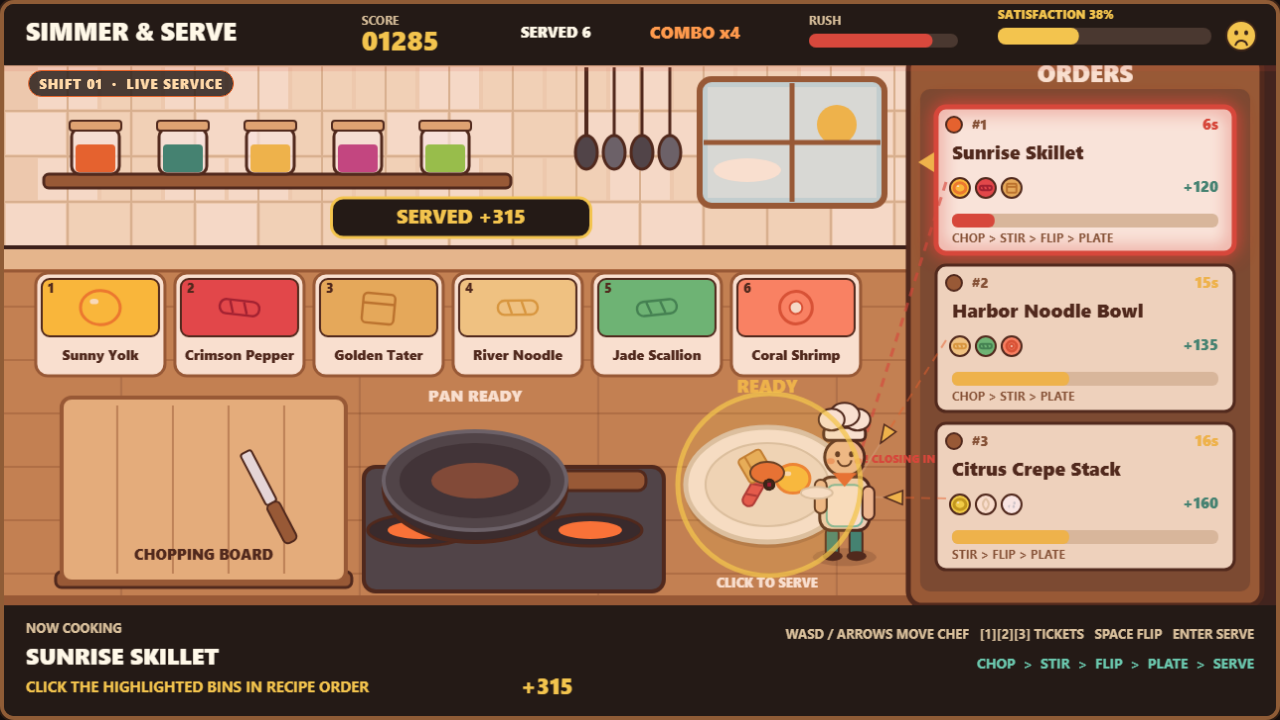 SIMMER & SERVE
SCORE
01285
SERVED 6
COMBO x4
RUSH
SATISFACTION 38%
SHIFT 01 · LIVE SERVICE
SERVED +315
1
Sunny Yolk
2
Crimson Pepper
3
Golden Tater
4
River Noodle
5
Jade Scallion
6
Coral Shrimp
CHOPPING BOARD
PAN READY
READY
CLICK TO SERVE
CLOSING IN
ORDERS
#1
6s
Sunrise Skillet
+120
CHOP > STIR > FLIP > PLATE
#2
15s
Harbor Noodle Bowl
+135
CHOP > STIR > PLATE
#3
16s
Citrus Crepe Stack
+160
STIR > FLIP > PLATE
NOW COOKING
SUNRISE SKILLET
CLICK THE HIGHLIGHTED BINS IN RECIPE ORDER
+315
WASD / ARROWS MOVE CHEF [1][2][3] TICKETS SPACE FLIP ENTER SERVE
CHOP > STIR > FLIP > PLATE > SERVE